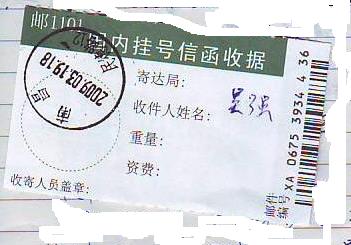 邮1101
国内挂号信函收据
寄达局:
收件人姓名: 吴强
重量:
资费:
收寄人员盖章:
2009.03.19.18
南昌
邮件编号 XA 0675 3934 4 36